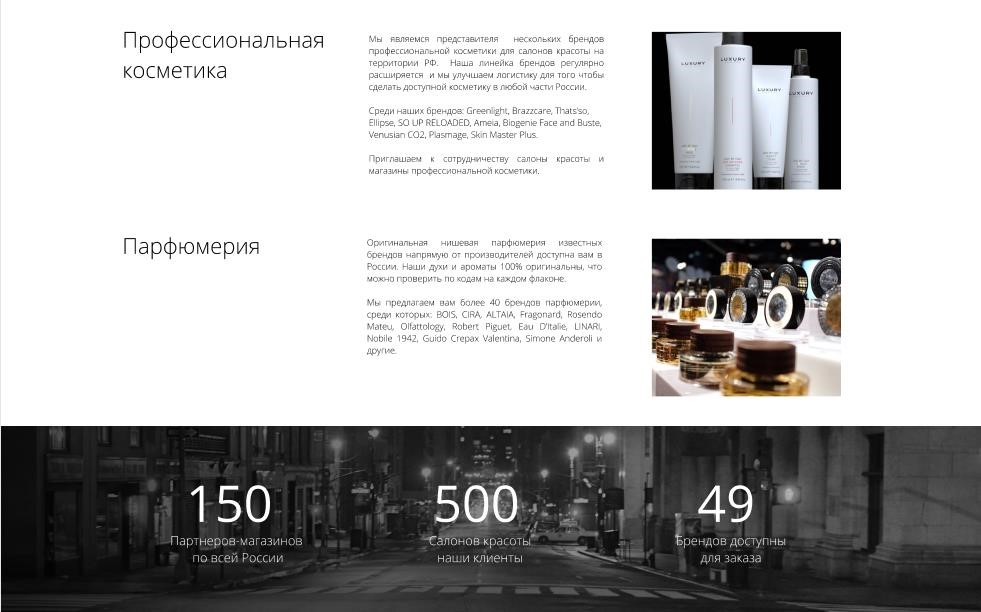 Профессиональная
косметика
Мы являемся представителя нескольких брендов
профессиональной косметики для салонов красоты на
территории РФ. Наша линейка брендов регулярно
расширяется и мы улучшаем логистику для того чтобы
сделать доступной косметику в любой части России.
Среди наших брендов: Greenlight, Brazzcare, Thats'so,
Ellipse, SO UP RELOADED, Ameia, Biogenie Face and Buste,
Venusian CO2, Plasmage, Skin Master Plus.
Приглашаем к сотрудничеству салоны красоты и
магазины профессиональной косметики.
LUXURY
LUXURY
LUXURY
LUXURY
Парфюмерия
Оригинальная нишевая парфюмерия известных
брендов напрямую от производителей доступна вам в
России. Наши духи и ароматы 100% оригинальны, что
можно проверить по кодам на каждом флаконе.
Мы предлагаем вам более 40 брендов парфюмерии,
среди которых: BOIS, CIRA, ALTAIA, Fragonard, Rosendo
Mateu, Olfattology, Robert Piguet, Eau D'Italie, LINARI,
Nobile 1942, Guido Crepax Valentina, Simone Anderoli и
другие.
150
Партнеров-магазинов
по всей России
500
Салонов красоты
наши клиенты
49
Брендов доступны
для заказа